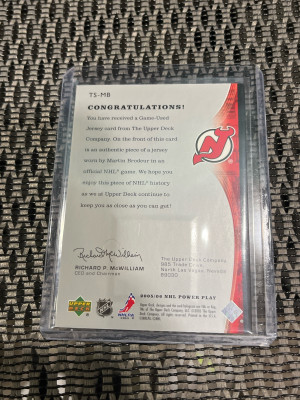 TS-MB
CONGRATULATIONS!
You have received a Game-Used
Jersey card from The Upper Deck
Company. On the front of this card
is an authentic piece of a jersey
worn by Martin Brodeur in an
official NHL® game. We hope you
enjoy this piece of NHL® history
as we at Upper Deck continue to
keep you as close as you can get!
RICHARD P. McWILLIAM
CEO and Chairman
The Upper Deck Company
985 Trade Drive
North Las Vegas, Nevada
89030
2005/06 NHL POWER PLAY